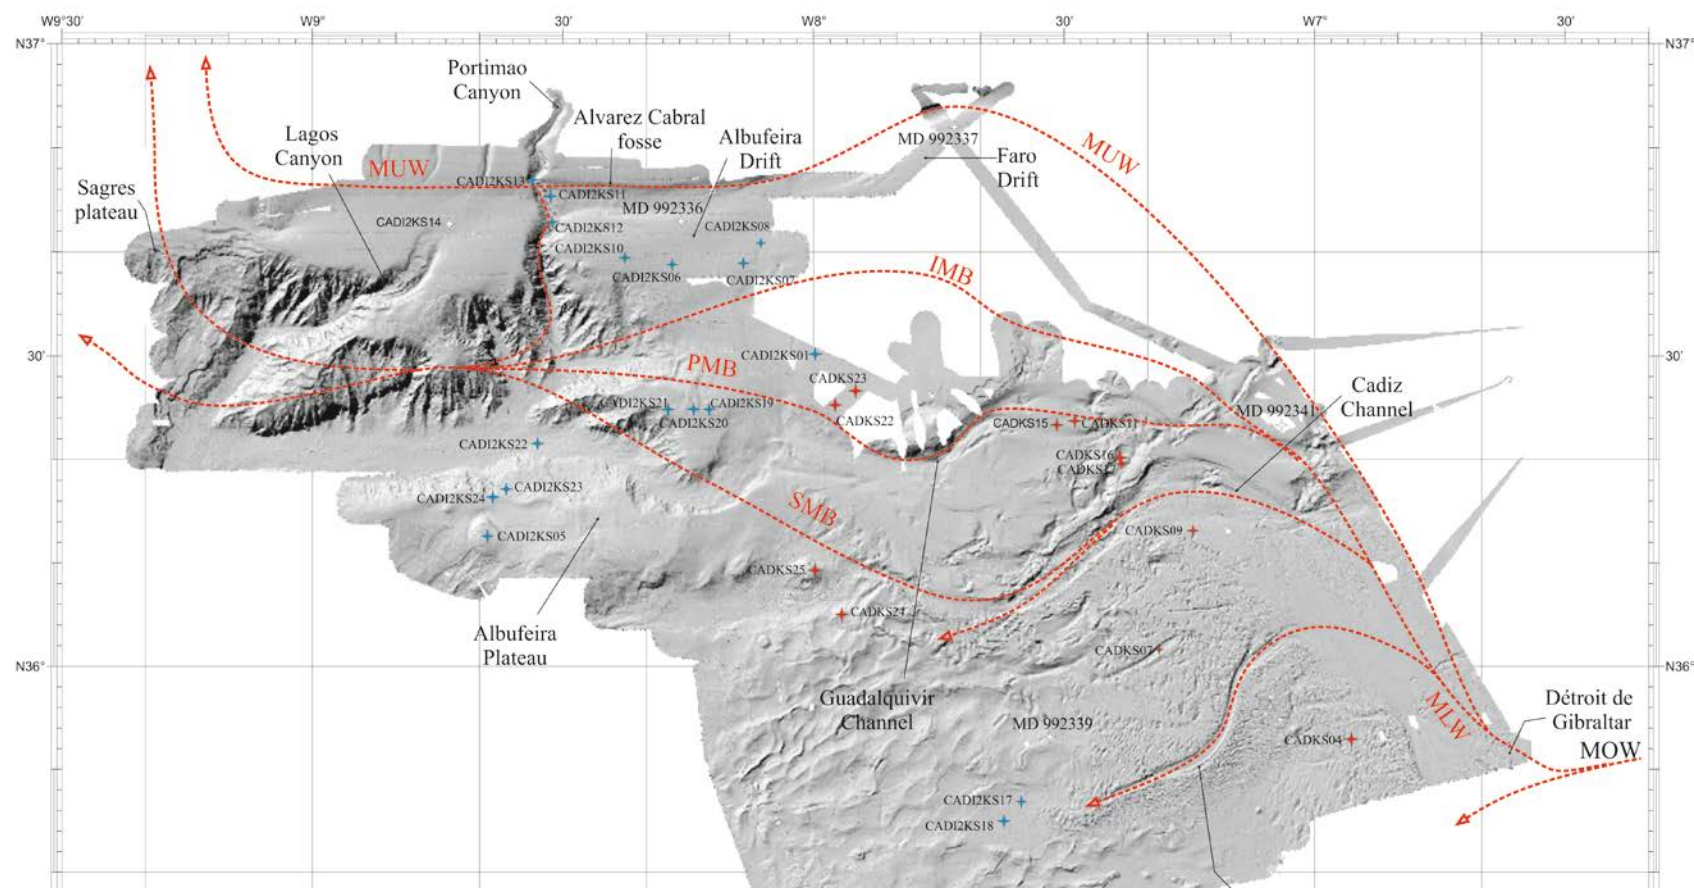 W9°30'
W9°
30'
W8°
30'
W7°
30'
N37°
N37°
Portimao
Canyon
Alvarez Cabral
fosse
Albufeira
Drift
MD 992337
MUW
Faro
Drift
Lagos
Canyon
MUW
Sagres
plateau
CADI2KS13
CADI2KS11
MD 992336
CADI2KS14
CADI2KS12
CADI2KS08
CADI2KS10
CADI2KS06
CADI2KS07
IMB
30'
30'
CADI2KS01
PMB
CADKS23
Cadiz
Channel
CADI2KS21
CADI2KS19
CADI2KS20
CADKS22
CADKS15
CADKS11
MD 992341
CADI2KS22
CADKS16
CADKS17
CADI2KS24
CADI2KS23
SMB
CADKS09
CADI2KS05
CADKS25
CADKS24
Albufeira
Plateau
CADKS07
N36°
N36°
Guadalquivir
Channel
MD 992339
MLW
Détroit de
Gibraltar
CADKS04
MOW
CADI2KS17
CADI2KS18